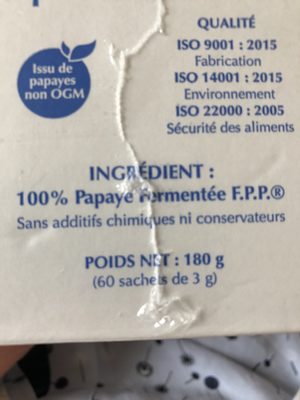 Issu de
papayes
non OGM
QUALITÉ
ISO 9001 : 2015
Fabrication
ISO 14001 : 2015
Environnement
ISO 22000 : 2005
Sécurité des aliments
INGRÉDIENT :
100% Papaye Fermentée F.P.P.®
Sans additifs chimiques ni conservateurs
POIDS NET : 180 g
(60 sachets de 3 g)